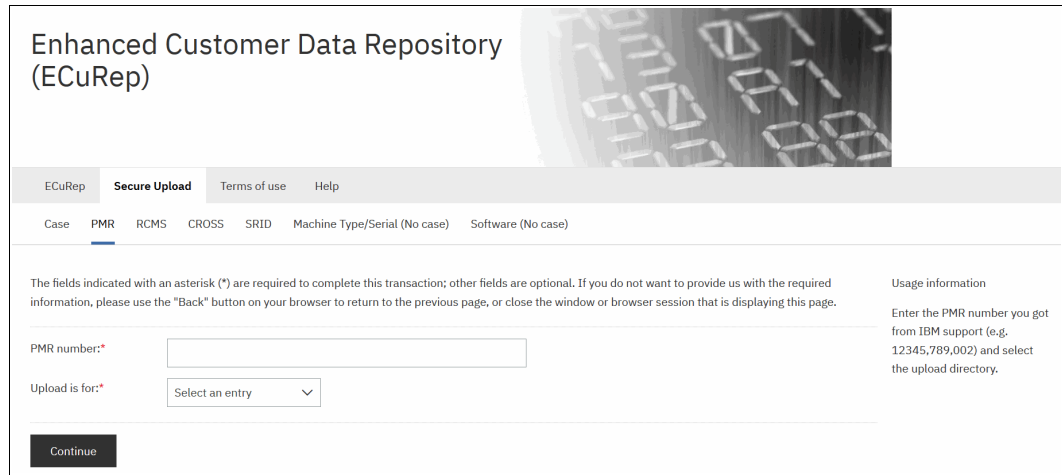 Enhanced Customer Data Repository
(ECuRep)
ECuRep Secure Upload Terms of use Help
Case PMR RCMS CROSS SRID Machine Type/Serial (No case) Software (No case)
The fields indicated with an asterisk (*) are required to complete this transaction; other fields are optional. If you do not want to provide us with the required
information, please use the "Back" button on your browser to return to the previous page, or close the window or browser session that is displaying this page.
PMR number:*
Upload is for:*
Select an entry
Continue
Usage information
Enter the PMR number you got
from IBM support (e.g.
12345,789,002) and select
the upload directory.